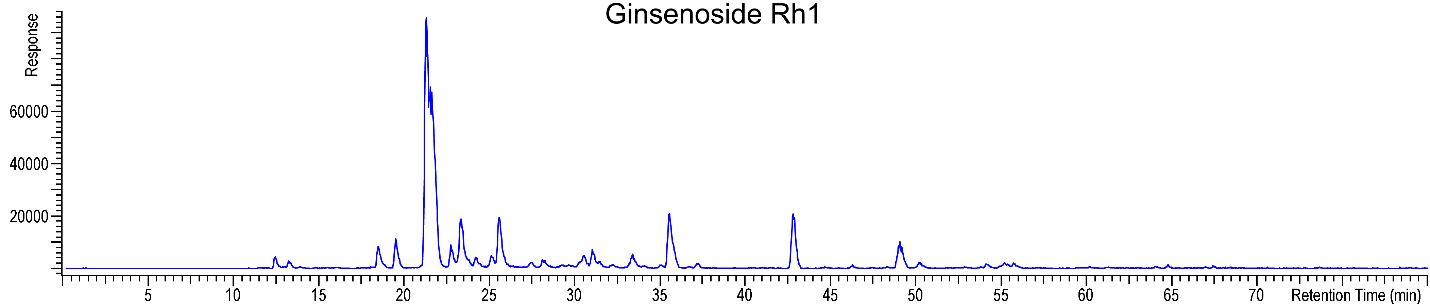 Ginsenoside Rh1
Response
60000
40000
20000
5 10 15 20 25 30 35 40 45 50 55 60 65 70 Retention Time (min)